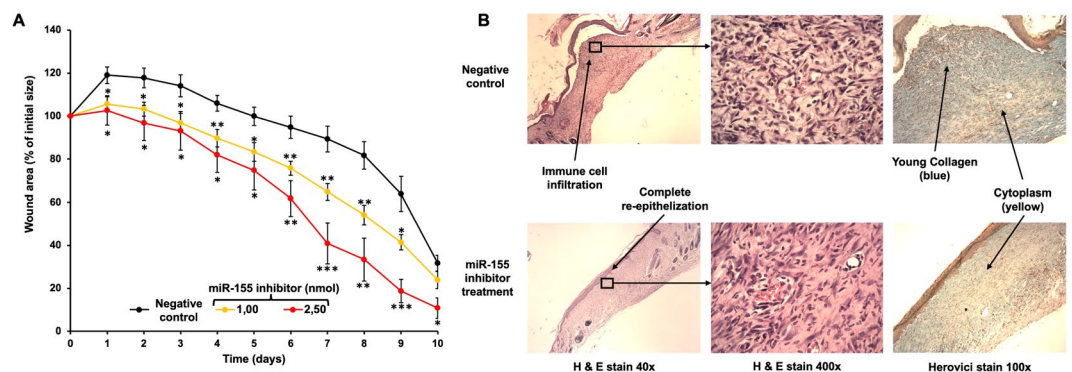 A
Wound area (% of initial size)
140
120
100
80
60
40
20
0
* * * ** * ** ** ** *
* * * * * ** *** ** *** *
miR-155 inhibitor (nmol)
Negative control
1,00
2,50
0 1 2 3 4 5 6 7 8 9 10
Time (days)
B
Negative
control
Immune cell
infiltration
Young Collagen
(blue)
Complete
re-epithelization
Cytoplasm
(yellow)
miR-155
inhibitor
treatment
H & E stain 40x
H & E stain 400x
Herovici stain 100x